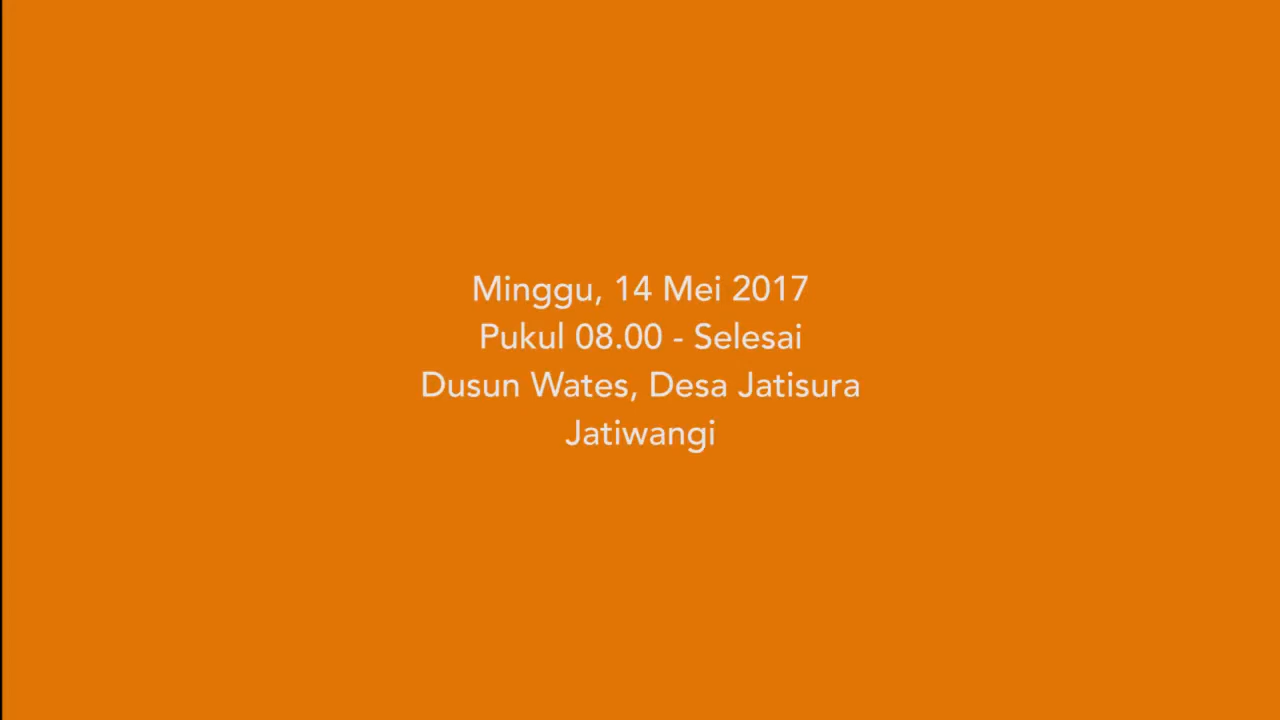 Minggu, 14 Mei 2017
Pukul 08.00 - Selesai
Dusun Wates, Desa Jatisura
Jatiwangi